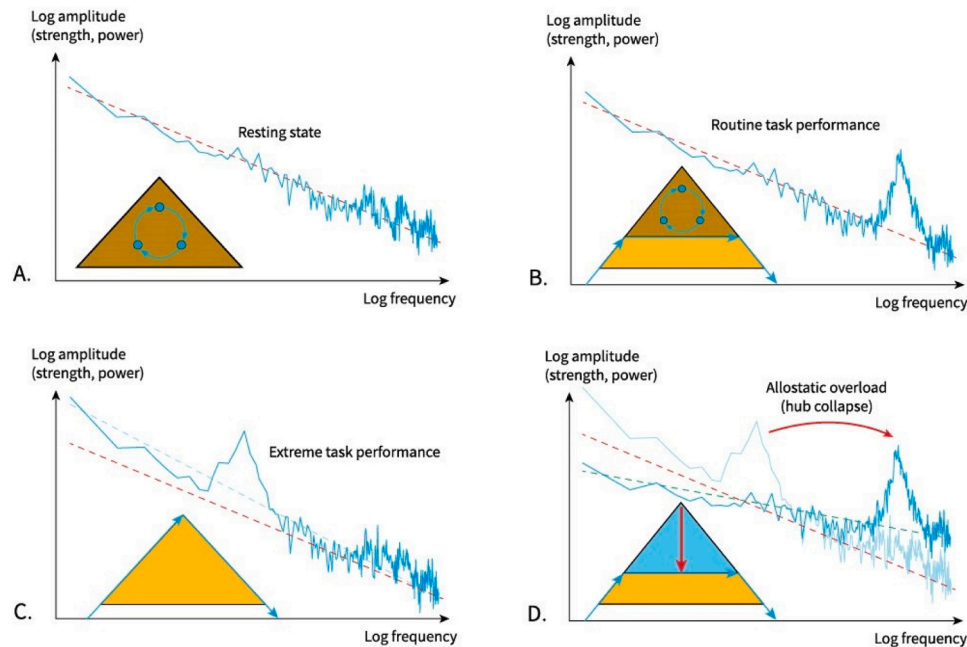 Log amplitude
(strength, power)
Resting state
A.
Log frequency
Log amplitude
(strength, power)
Routine task performance
B.
Log frequency
Log amplitude
(strength, power)
Extreme task performance
C.
Log frequency
Log amplitude
(strength, power)
Allostatic overload
(hub collapse)
D.
Log frequency